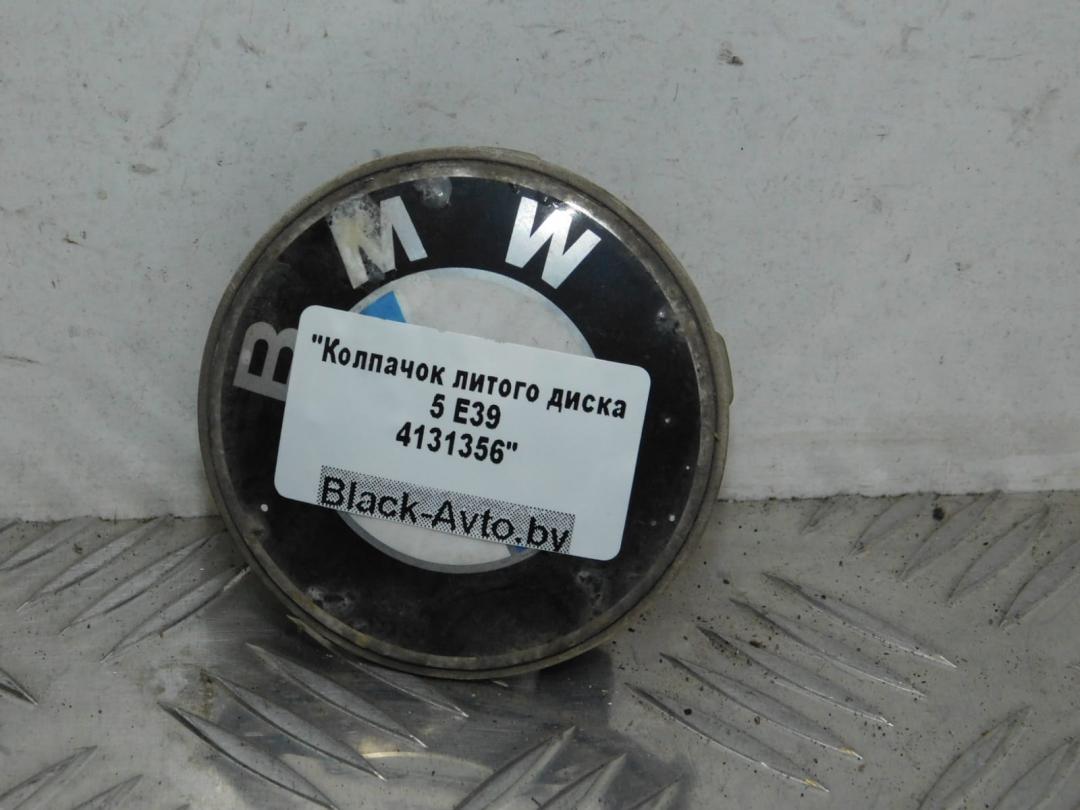 BMW
"Колпачок литого диска
5 E39
4131356"
Black-Avto.by